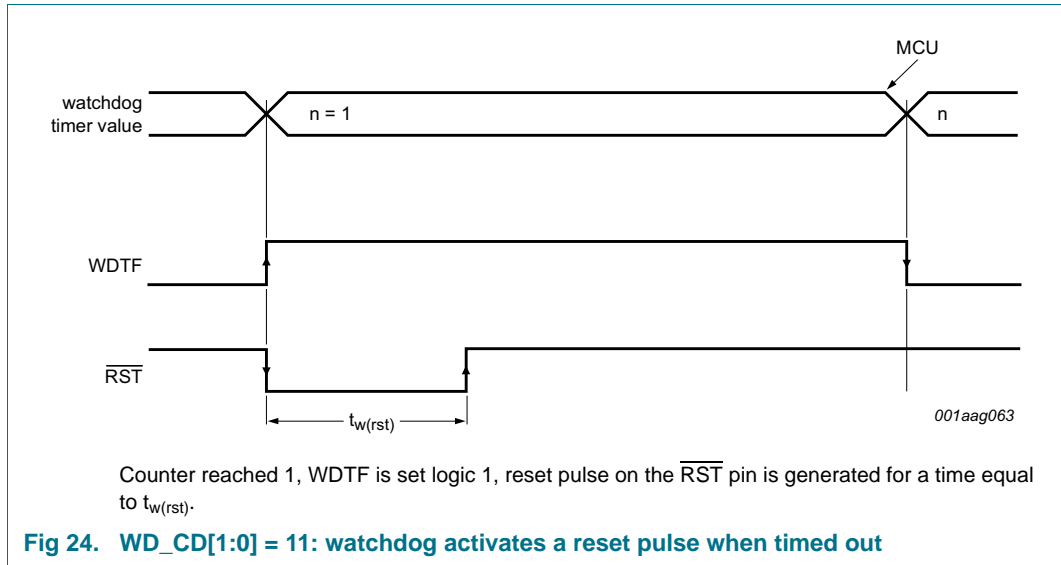 MCU
watchdog
timer value
n = 1
n
WDTF
RST
tw(rst)
001aag063
Counter reached 1, WDTF is set logic 1, reset pulse on the RST pin is generated for a time equal
to tw(rst).
Fig 24. WD_CD[1:0] = 11: watchdog activates a reset pulse when timed out